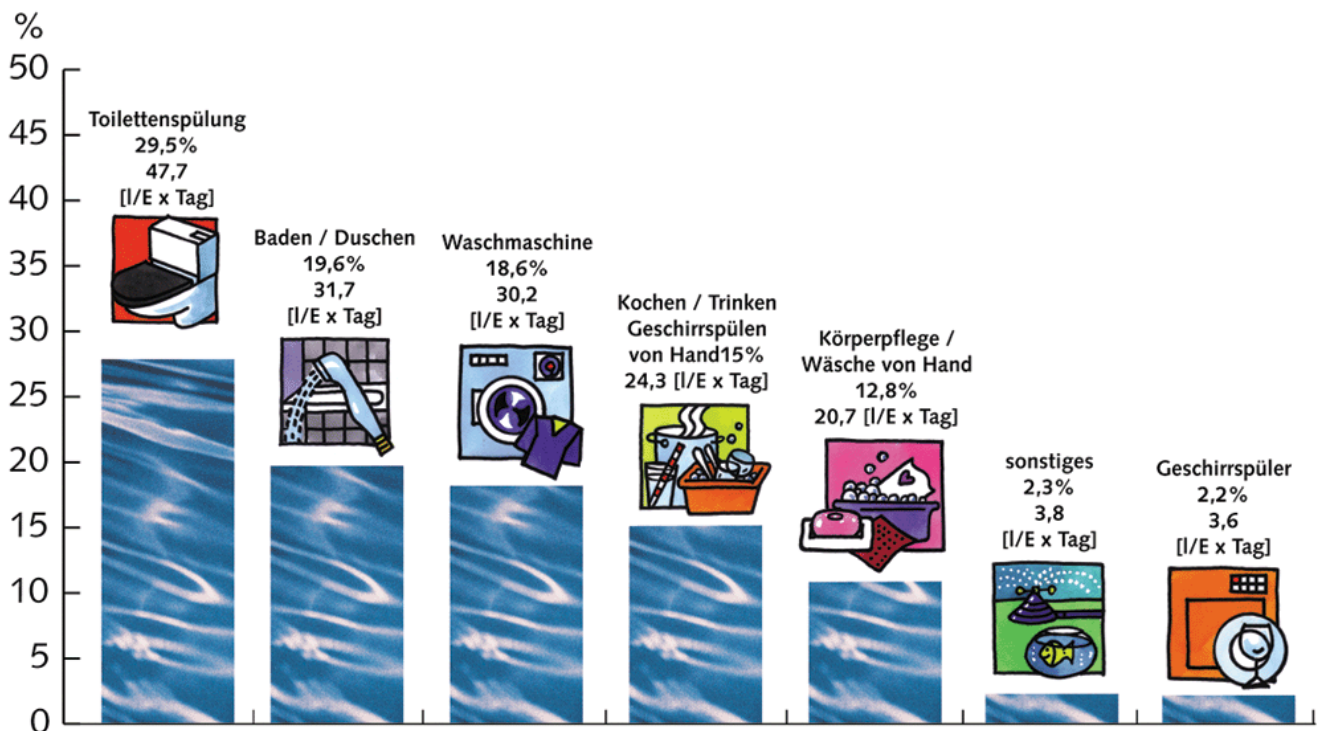 %
50
45
40
35
30
25
20
15
10
5
0
Toilettenspülung
29,5%
47,7
[l/E x Tag]
Baden / Duschen
19,6%
31,7
[l/E x Tag]
Waschmaschine
18,6%
30,2
[l/E x Tag]
Kochen / Trinken
Geschirrspülen
von Hand15%
24,3 [l/E x Tag]
Körperpflege /
Wäsche von Hand
12,8%
20,7 [l/E x Tag]
sonstiges
2,3%
3,8
[l/E x Tag]
Geschirrspüler
2,2%
3,6
[l/E x Tag]